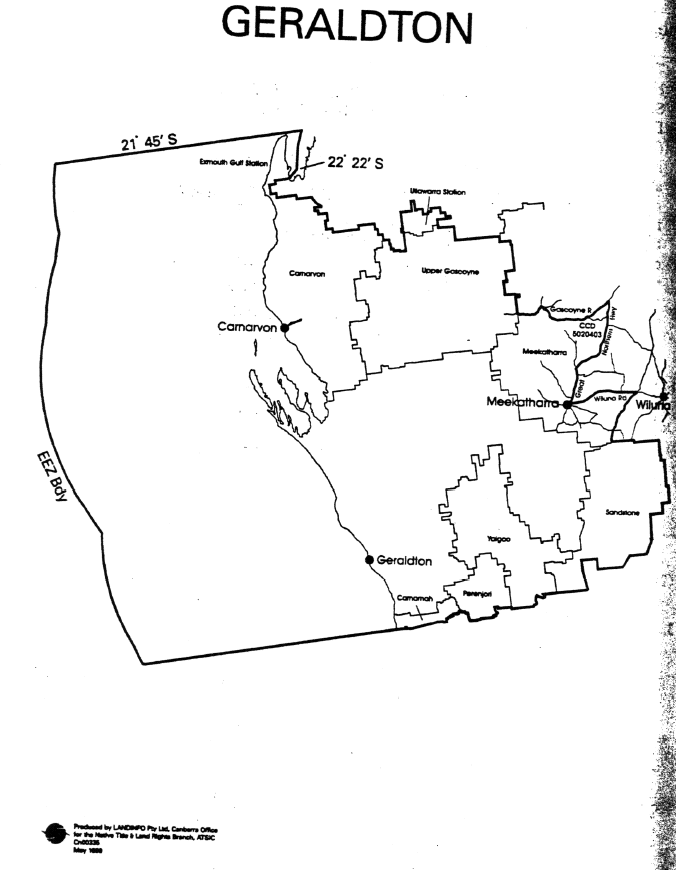 GERALDTON
21° 45' S
Exmouth Gulf Station
22° 22' S
Ullawarra Station
Carnarvon
Upper Gascoyne
Gascoyne R
CCD
5020403
Great Northern Hwy
Carnarvon
Meekatharra
Meekatharra
Wiluna Rd
Wiluna
EEZ Bdy
Sandstone
Yalgoo
Geraldton
Carnamah
Perenjori
Produced by LANDINFO Pty Ltd, Canberra Office
for the Native Title & Land Rights Branch, ATSIC
May